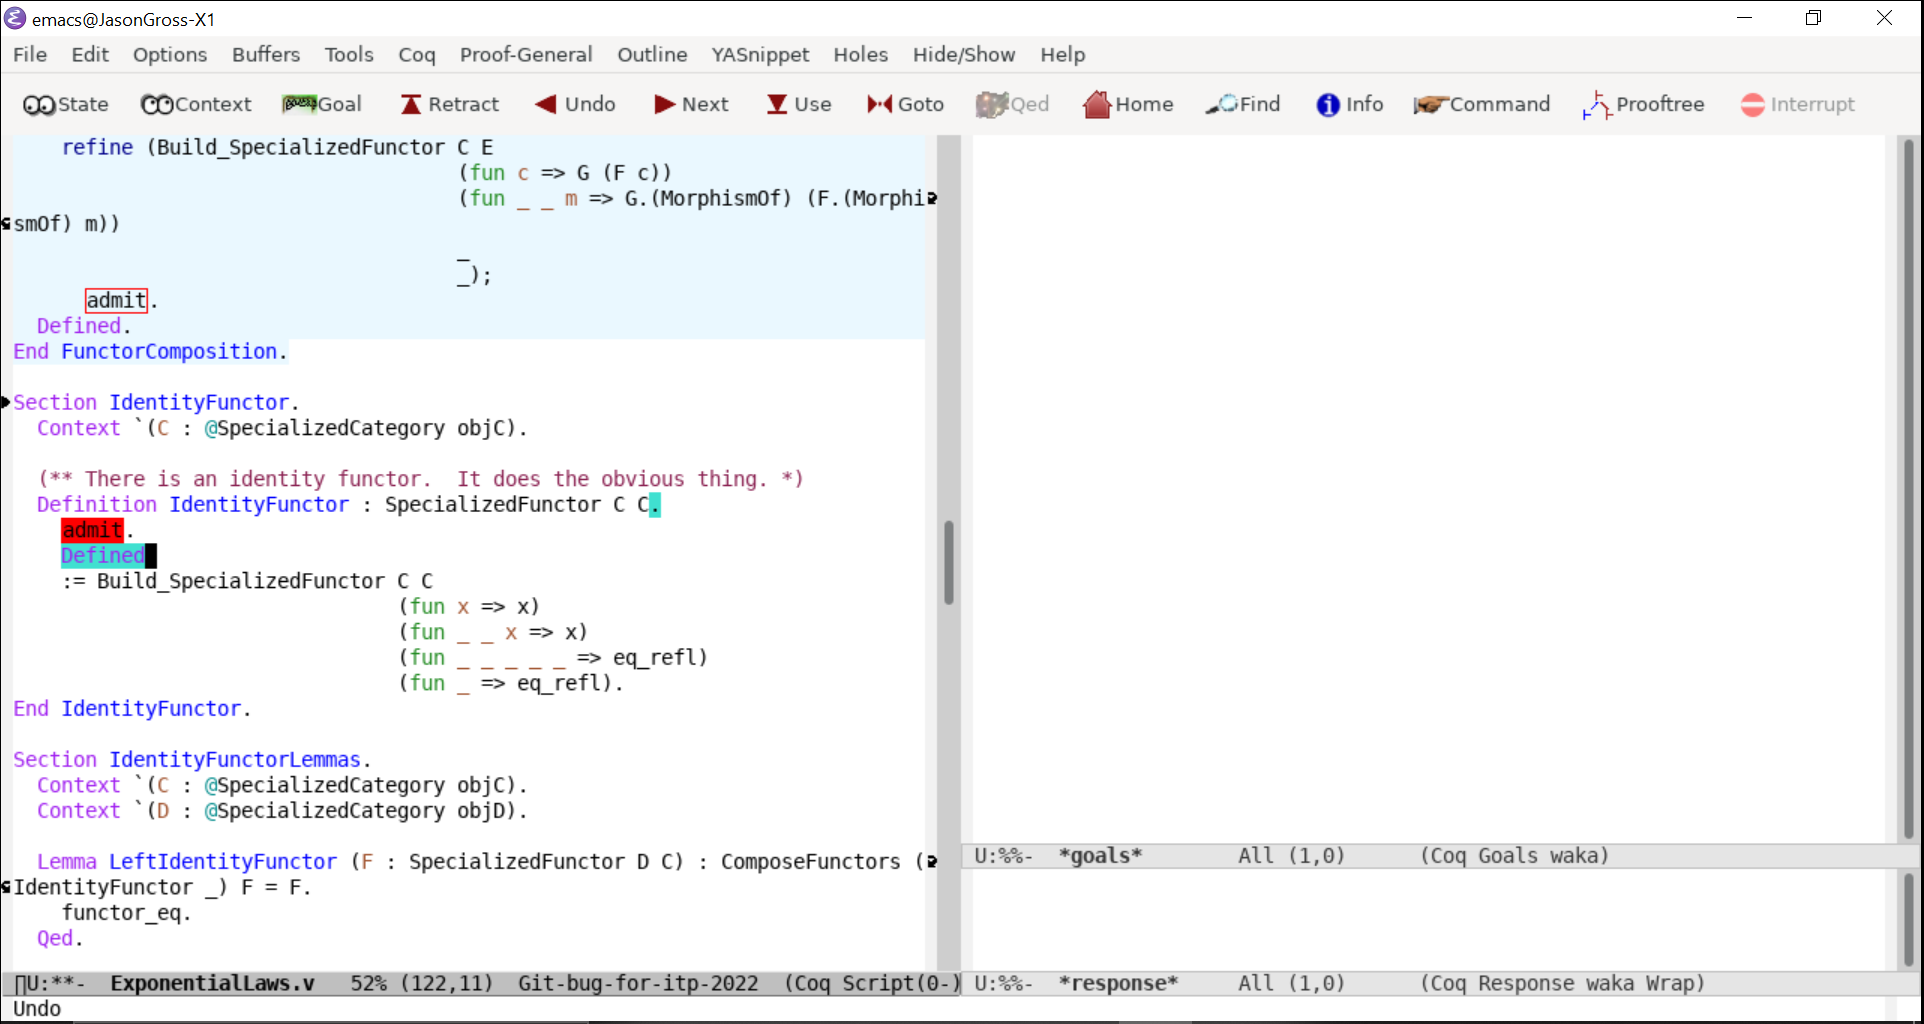 emacs@JasonGross-X1
File Edit Options Buffers Tools Coq Proof-General Outline YASnippet Holes Hide/Show Help
State Context Goal Retract Undo Next Use Goto Qed Home Find Info Command Prooftree Interrupt
refine (Build_SpecializedFunctor C E
(fun c => G (F c))
(fun _ _ m => G.(MorphismOf) (F.(Morphi
smOf) m))
_
_);
admit.
Defined.
End FunctorComposition.
Section IdentityFunctor.
Context `(C : @SpecializedCategory objC).
(** There is an identity functor.  It does the obvious thing. *)
Definition IdentityFunctor : SpecializedFunctor C C.
admit.
Defined
:= Build_SpecializedFunctor C C
(fun x => x)
(fun _ _ x => x)
(fun _ _ _ _ _ => eq_refl)
(fun _ => eq_refl).
End IdentityFunctor.
Section IdentityFunctorLemmas.
Context `(C : @SpecializedCategory objC).
Context `(D : @SpecializedCategory objD).
Lemma LeftIdentityFunctor (F : SpecializedFunctor D C) : ComposeFunctors (
IdentityFunctor _) F = F.
functor_eq.
Qed.
U:**-  ExponentialLaws.v   52% (122,11)  Git-bug-for-itp-2022  (Coq Script(0-)
Undo
U:%%-  *goals*        All (1,0)      (Coq Goals waka)
U:%%-  *response*     All (1,0)      (Coq Response waka Wrap)